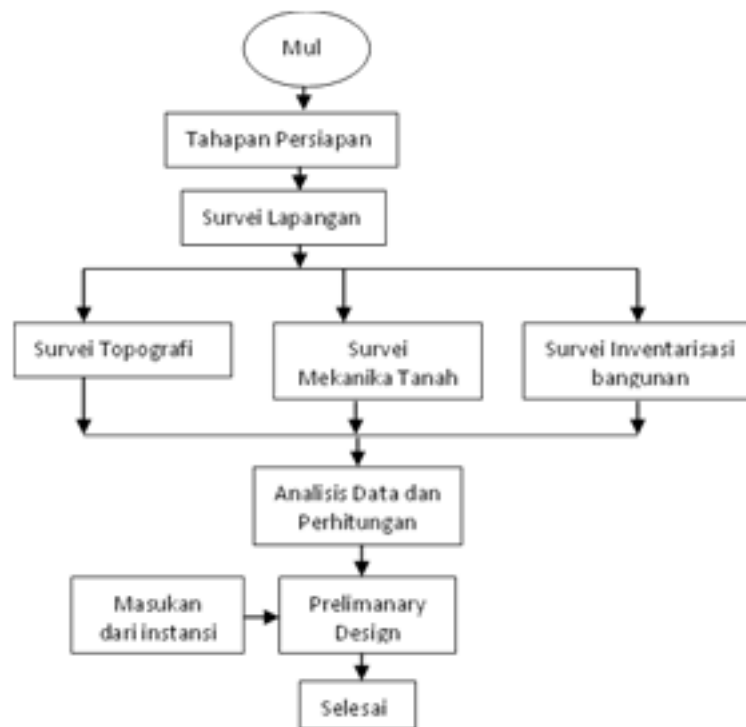 Mul
Tahapan Persiapan
Survei Lapangan
Survei Topografi
Survei
Mekanika Tanah
Survei Inventarisasi
bangunan
Analisis Data dan
Perhitungan
Masukan
dari instansi
Prelimanary
Design
Selesai